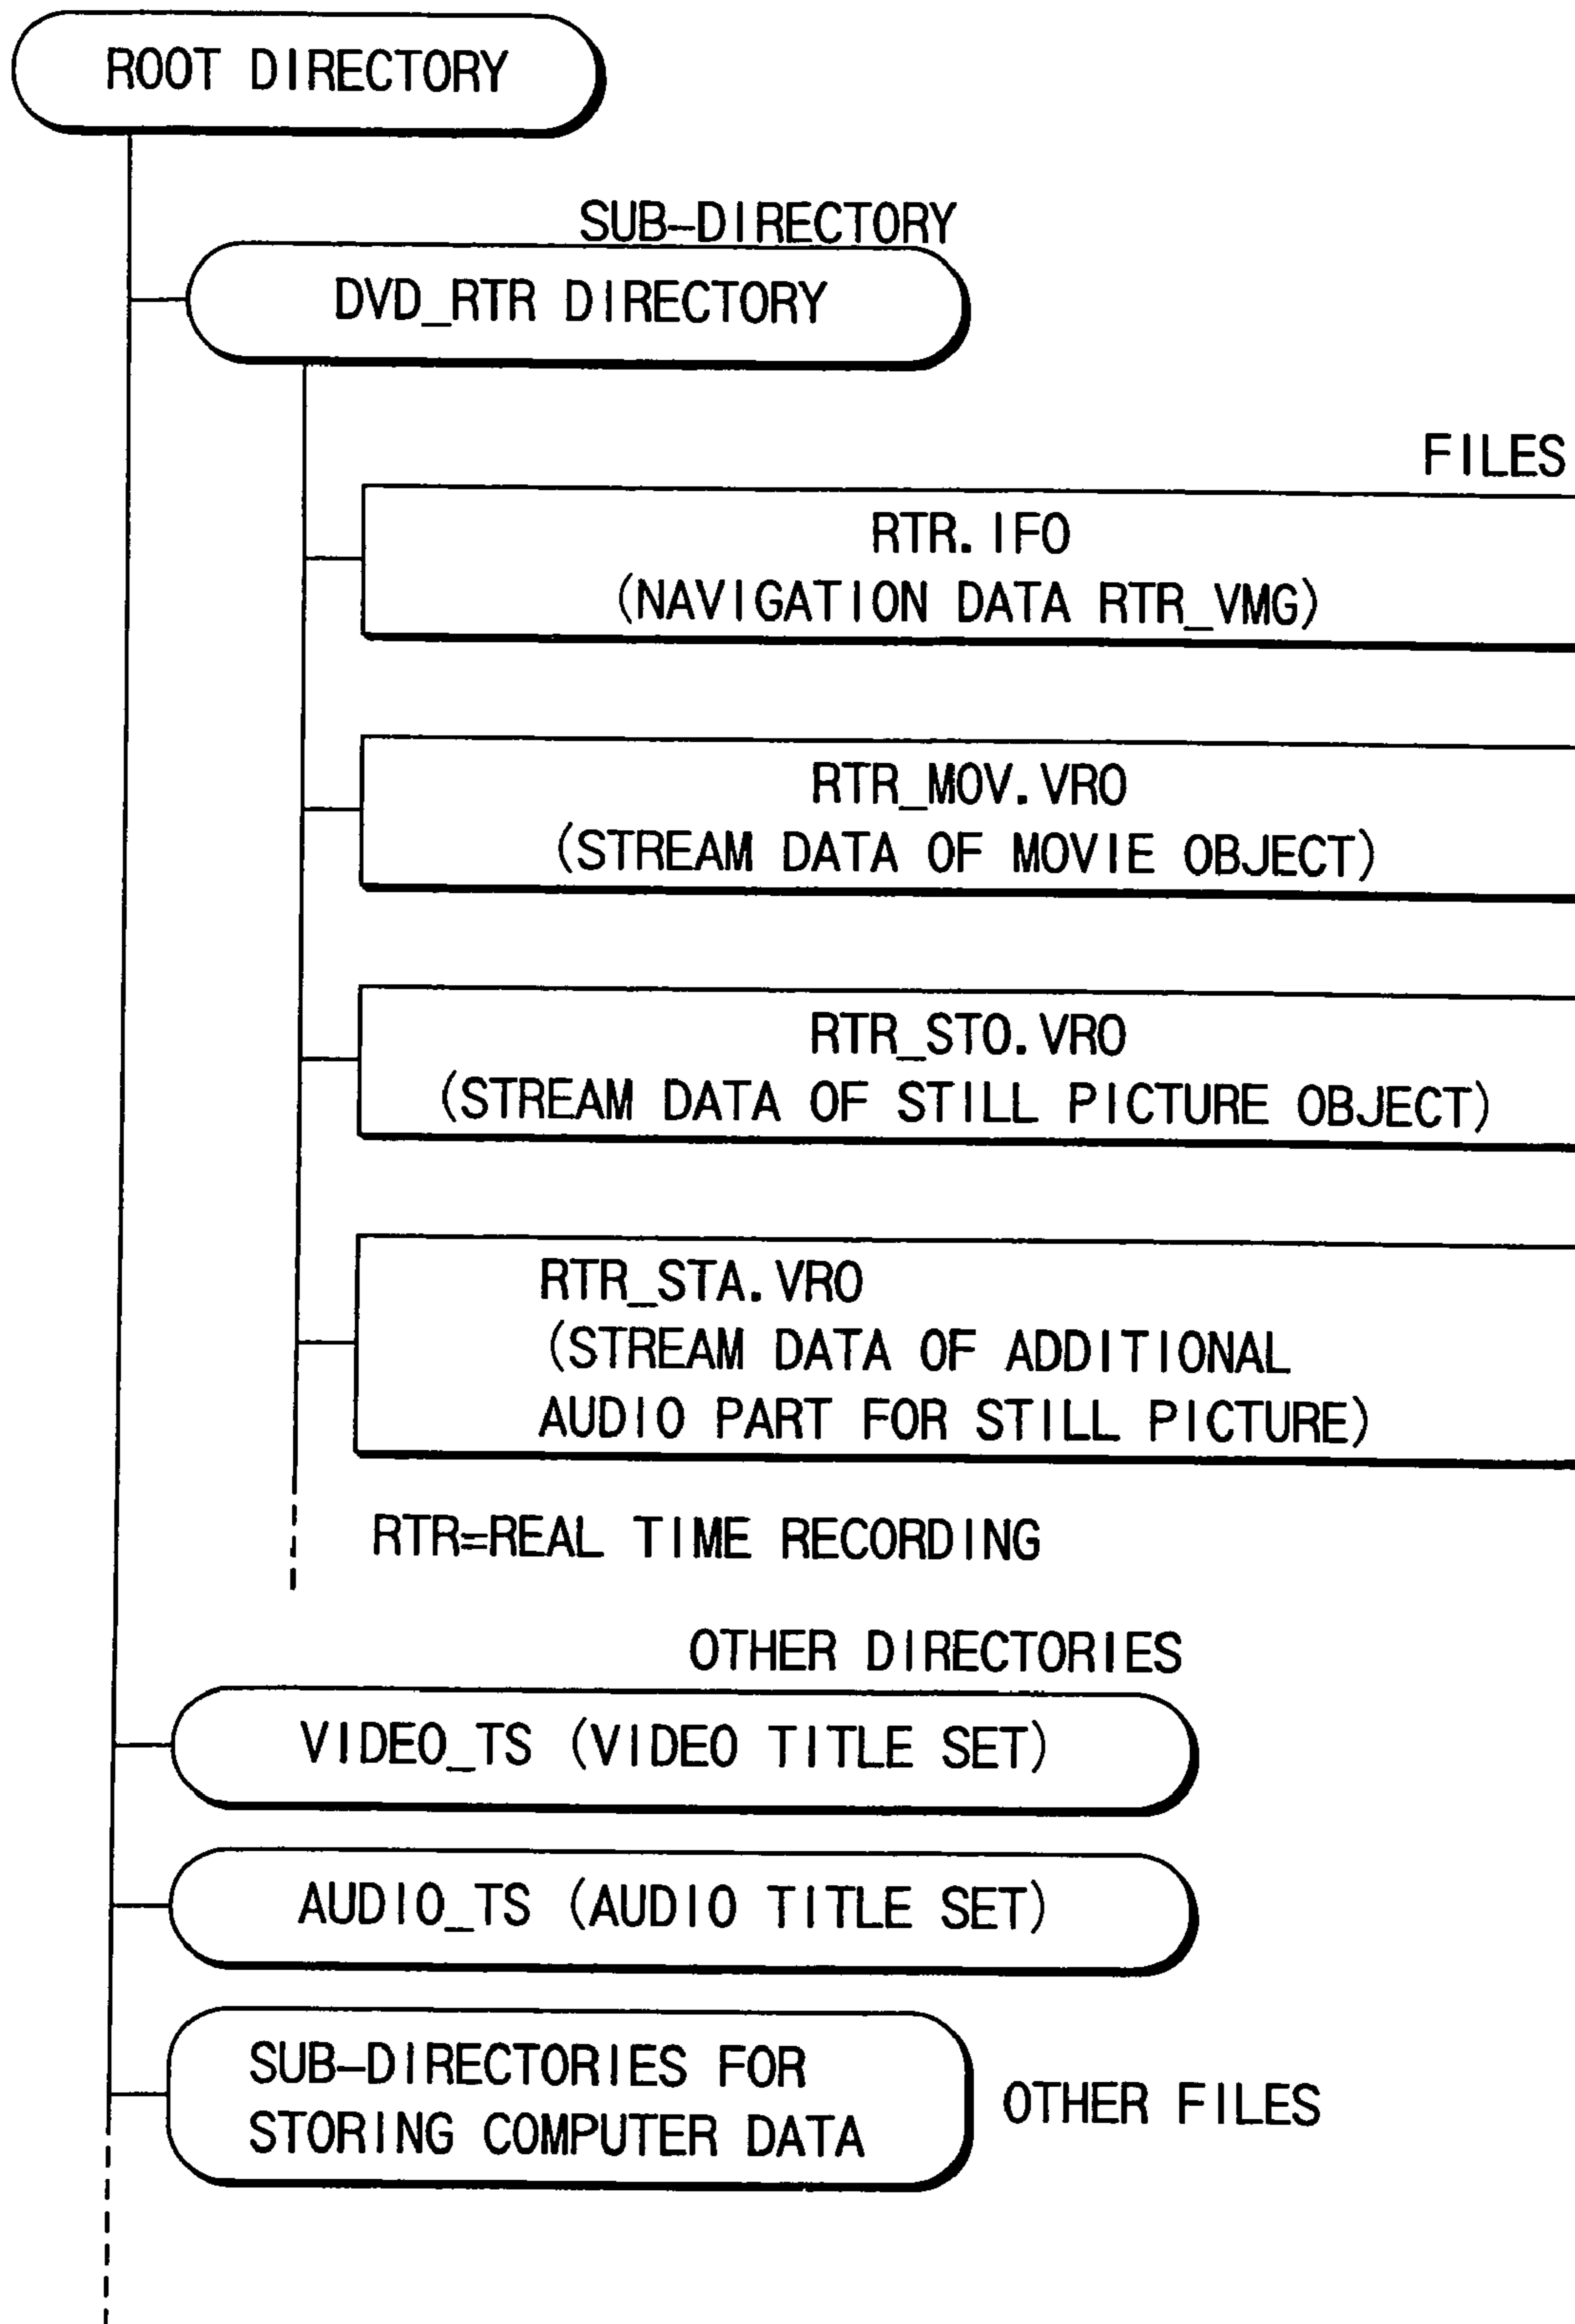 ROOT DIRECTORY
SUB-DIRECTORY
DVD_RTR DIRECTORY
FILES
RTR.IFO
(NAVIGATION DATA RTR_VMG)
RTR_MOV.VRO
(STREAM DATA OF MOVIE OBJECT)
RTR_STO.VRO
(STREAM DATA OF STILL PICTURE OBJECT)
RTR_STA.VRO
(STREAM DATA OF ADDITIONAL
AUDIO PART FOR STILL PICTURE)
RTR=REAL TIME RECORDING
OTHER DIRECTORIES
VIDEO_TS (VIDEO TITLE SET)
AUDIO_TS (AUDIO TITLE SET)
SUB-DIRECTORIES FOR
STORING COMPUTER DATA
OTHER FILES